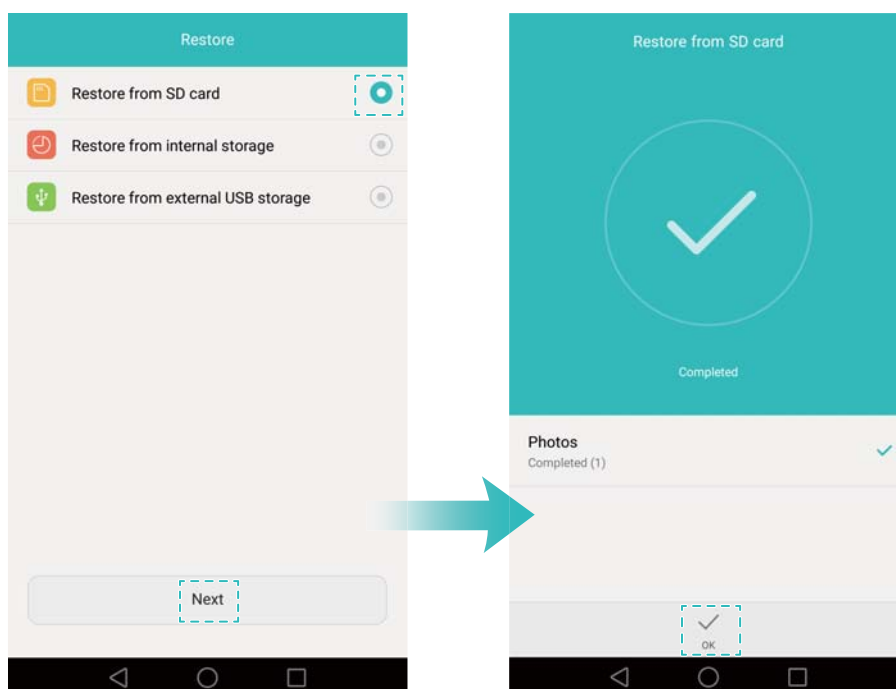 Restore
Restore from SD card
Restore from internal storage
Restore from external USB storage
Next
Restore from SD card
Completed
Photos
Completed (1)
OK